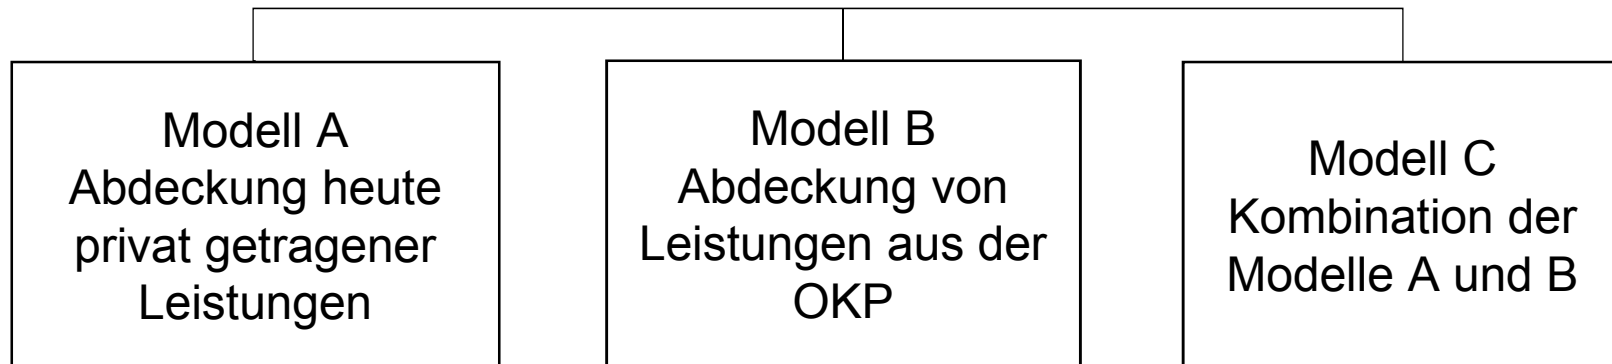 Modell A
Abdeckung heute
privat getragener
Leistungen
Modell B
Abdeckung von
Leistungen aus der
OKP
Modell C
Kombination der
Modelle A und B